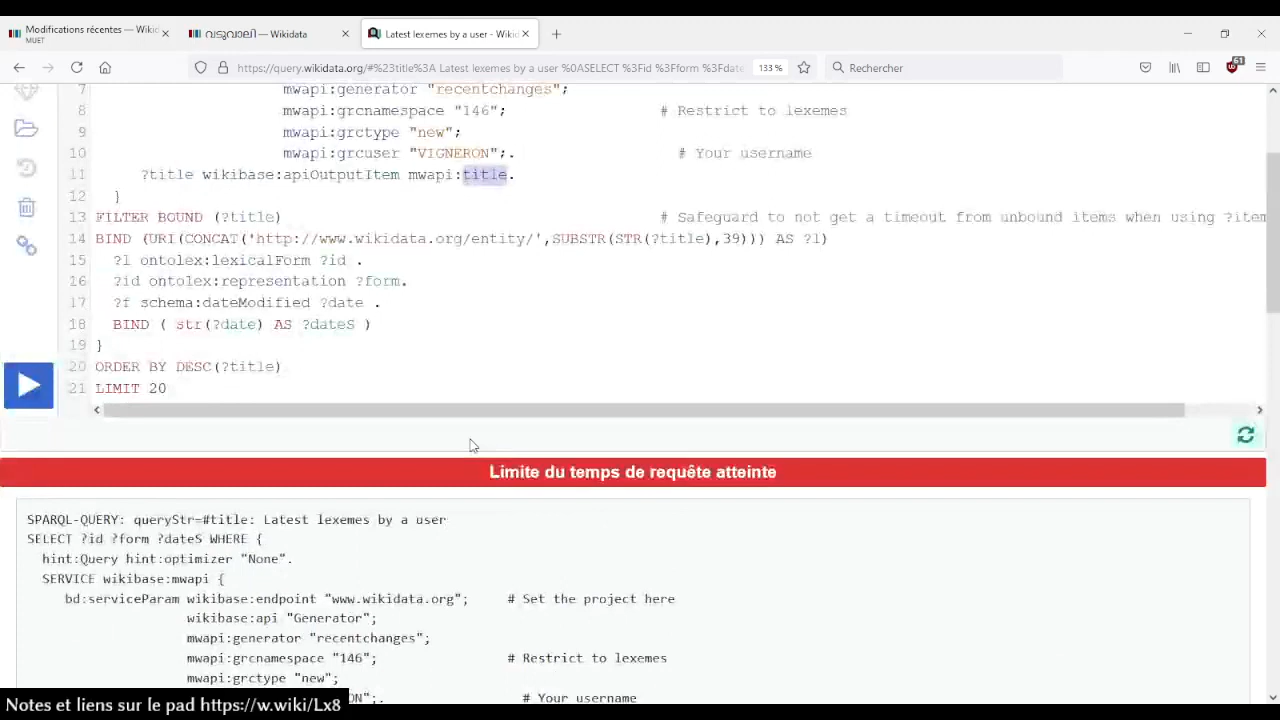 Modifications récentes — Wikid
MUET
വടുവഞ്ചി — Wikidata
Latest lexemes by a user - Wikid
https://query.wikidata.org/#%23title%3A Latest lexemes by a user %0ASELECT %3Fid %3Fform %3Fdate
133 %
Rechercher
61
7 mwapi:generator "recentchanges";
8 mwapi:grcnamespace "146"; # Restrict to lexemes
9 mwapi:grctype "new";
10 mwapi:grcuser "VIGNERON";. # Your username
11 ?title wikibase:apiOutputItem mwapi:title.
12 }
13 FILTER BOUND (?title) # Safeguard to not get a timeout from unbound items when using ?item
14 BIND (URI(CONCAT('http://www.wikidata.org/entity/',SUBSTR(STR(?title),39))) AS ?l)
15 ?l ontolex:lexicalForm ?id .
16 ?id ontolex:representation ?form.
17 ?f schema:dateModified ?date .
18 BIND ( str(?date) AS ?dateS )
19 }
20 ORDER BY DESC(?title)
21 LIMIT 20
Limite du temps de requête atteinte
SPARQL-QUERY: queryStr=#title: Latest lexemes by a user
SELECT ?id ?form ?dateS WHERE {
hint:Query hint:optimizer "None".
SERVICE wikibase:mwapi {
bd:serviceParam wikibase:endpoint "www.wikidata.org"; # Set the project here
wikibase:api "Generator";
mwapi:generator "recentchanges";
mwapi:grcnamespace "146"; # Restrict to lexemes
mwapi:grctype "new";
ON";. # Your username
Notes et liens sur le pad https://w.wiki/Lx8